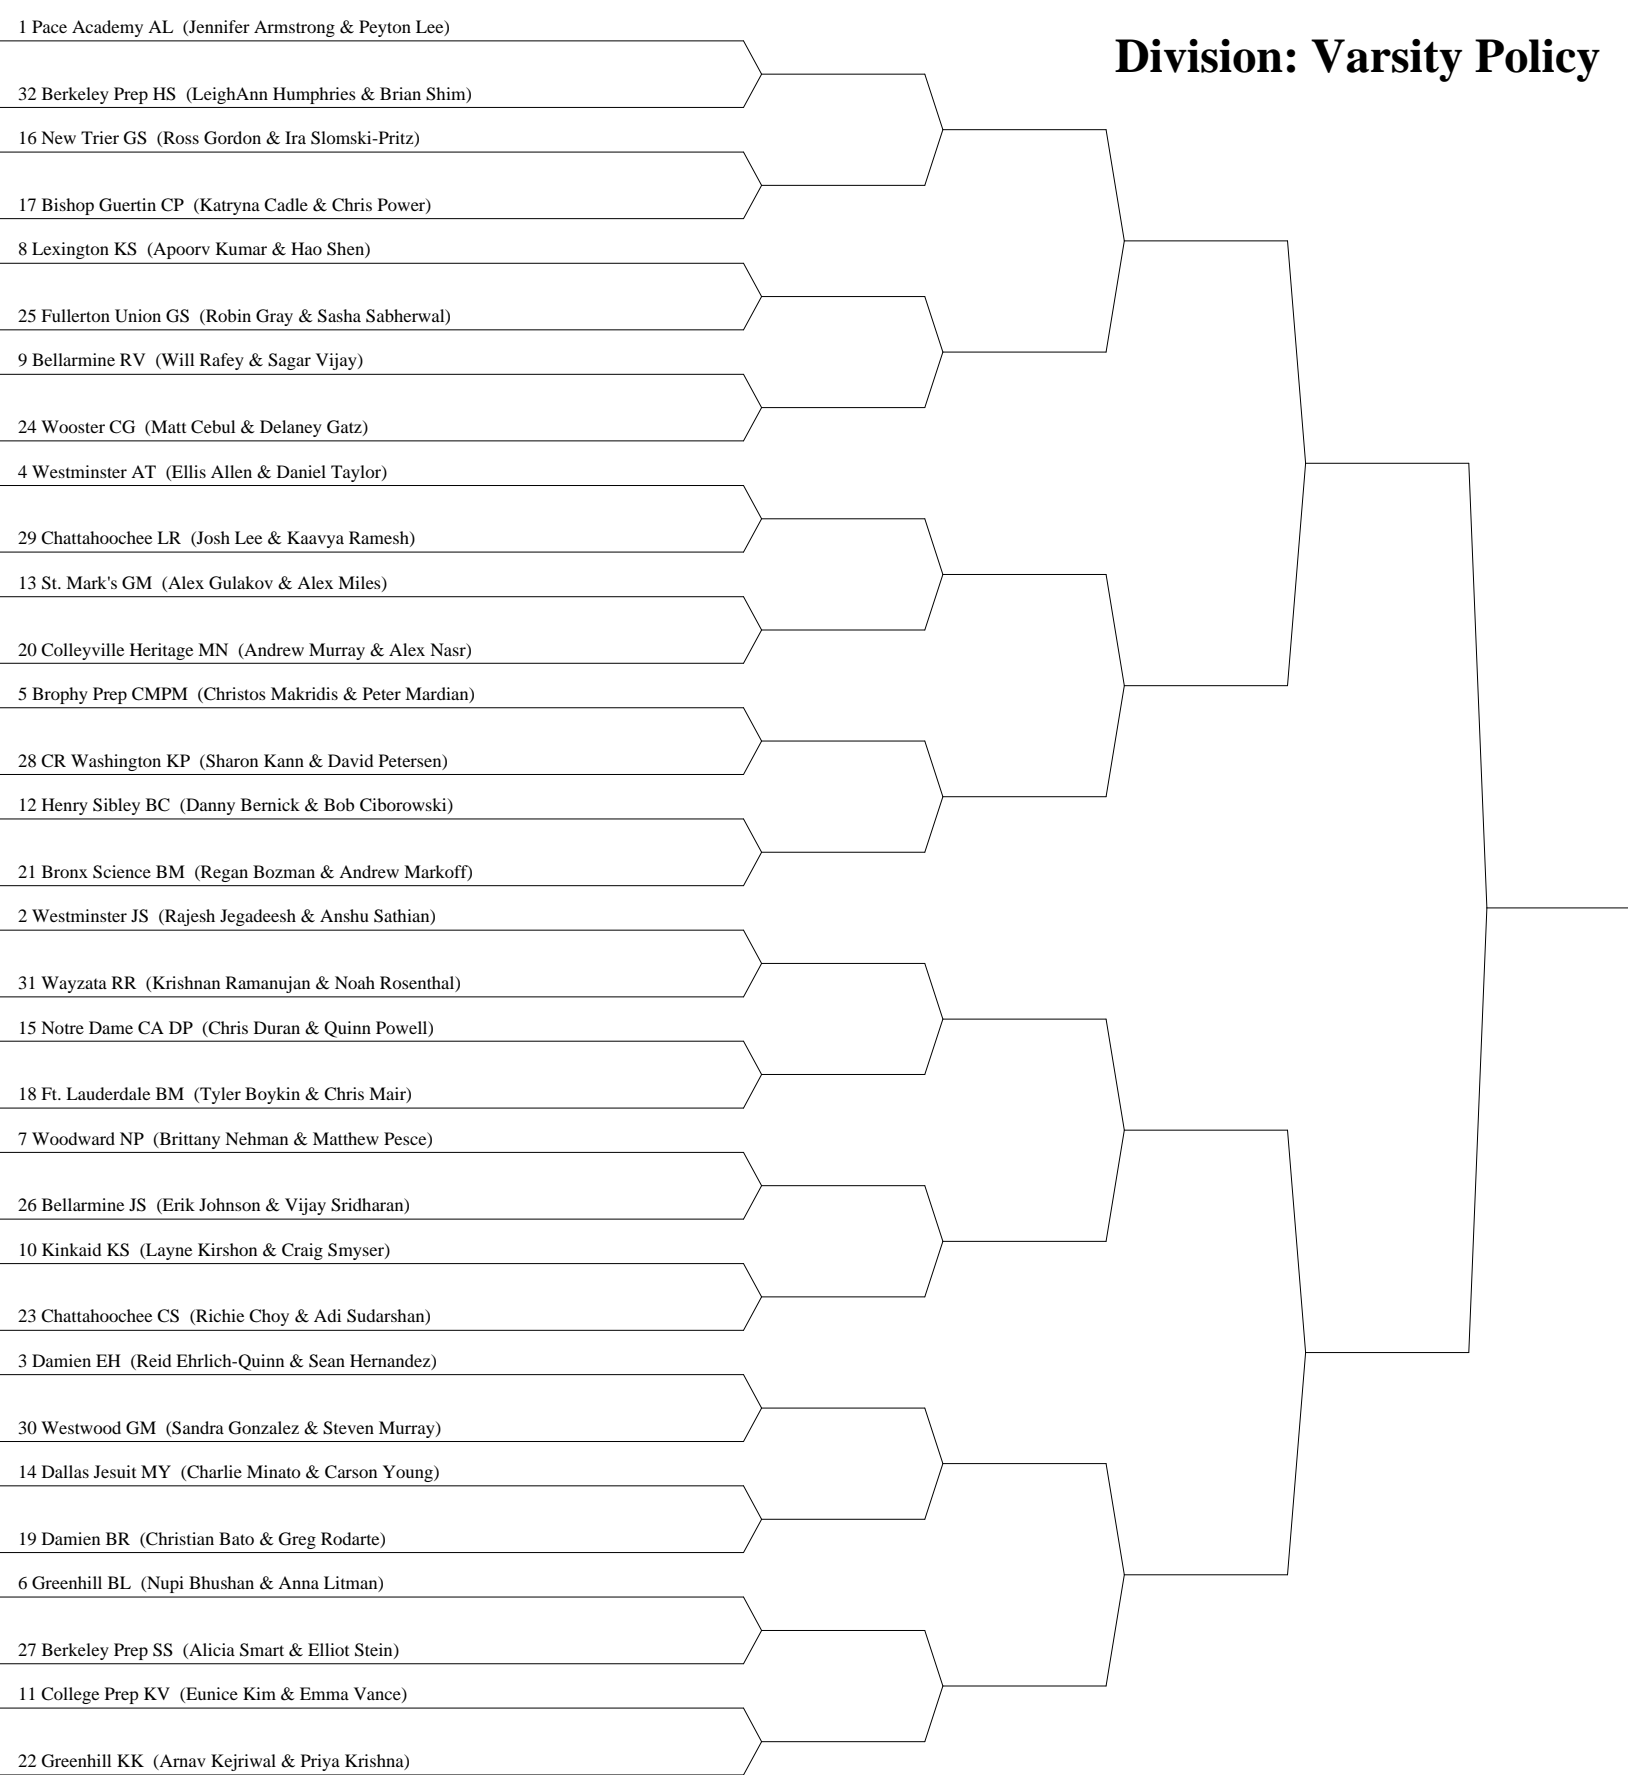 1 Pace Academy AL (Jennifer Armstrong & Peyton Lee)
Division: Varsity Policy
32 Berkeley Prep HS (LeighAnn Humphries & Brian Shim)
16 New Trier GS (Ross Gordon & Ira Slomski-Pritz)
17 Bishop Guertin CP (Katryna Cadle & Chris Power)
8 Lexington KS (Apoorv Kumar & Hao Shen)
25 Fullerton Union GS (Robin Gray & Sasha Sabherwal)
9 Bellarmine RV (Will Rafey & Sagar Vijay)
24 Wooster CG (Matt Cebul & Delaney Gatz)
4 Westminster AT (Ellis Allen & Daniel Taylor)
29 Chattahoochee LR (Josh Lee & Kaavya Ramesh)
13 St. Mark's GM (Alex Gulakov & Alex Miles)
20 Colleyville Heritage MN (Andrew Murray & Alex Nasr)
5 Brophy Prep CMPM (Christos Makridis & Peter Mardian)
28 CR Washington KP (Sharon Kann & David Petersen)
12 Henry Sibley BC (Danny Bernick & Bob Ciborowski)
21 Bronx Science BM (Regan Bozman & Andrew Markoff)
2 Westminster JS (Rajesh Jegadeesh & Anshu Sathian)
31 Wayzata RR (Krishnan Ramanujan & Noah Rosenthal)
15 Notre Dame CA DP (Chris Duran & Quinn Powell)
18 Ft. Lauderdale BM (Tyler Boykin & Chris Mair)
7 Woodward NP (Brittany Nehman & Matthew Pesce)
26 Bellarmine JS (Erik Johnson & Vijay Sridharan)
10 Kinkaid KS (Layne Kirshon & Craig Smyser)
23 Chattahoochee CS (Richie Choy & Adi Sudarshan)
3 Damien EH (Reid Ehrlich-Quinn & Sean Hernandez)
30 Westwood GM (Sandra Gonzalez & Steven Murray)
14 Dallas Jesuit MY (Charlie Minato & Carson Young)
19 Damien BR (Christian Bato & Greg Rodarte)
6 Greenhill BL (Nupi Bhushan & Anna Litman)
27 Berkeley Prep SS (Alicia Smart & Elliot Stein)
11 College Prep KV (Eunice Kim & Emma Vance)
22 Greenhill KK (Arnav Kejriwal & Priya Krishna)